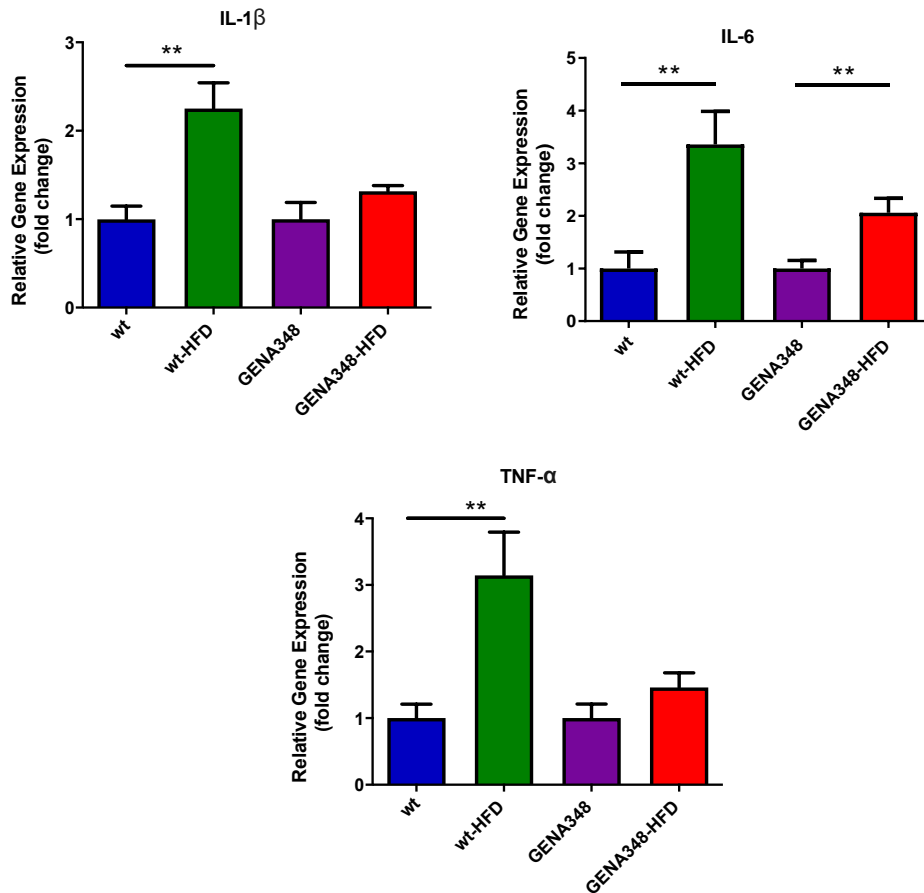 IL-1β
Relative Gene Expression
(fold change)
3
2
1
0
**
wt
wt-HFD
GENA348
GENA348-HFD
IL-6
Relative Gene Expression
(fold change)
5
4
3
2
1
0
**
**
wt
wt-HFD
GENA348
GENA348-HFD
TNF-α
Relative Gene Expression
(fold change)
4
3
2
1
0
**
wt
wt-HFD
GENA348
GENA348-HFD